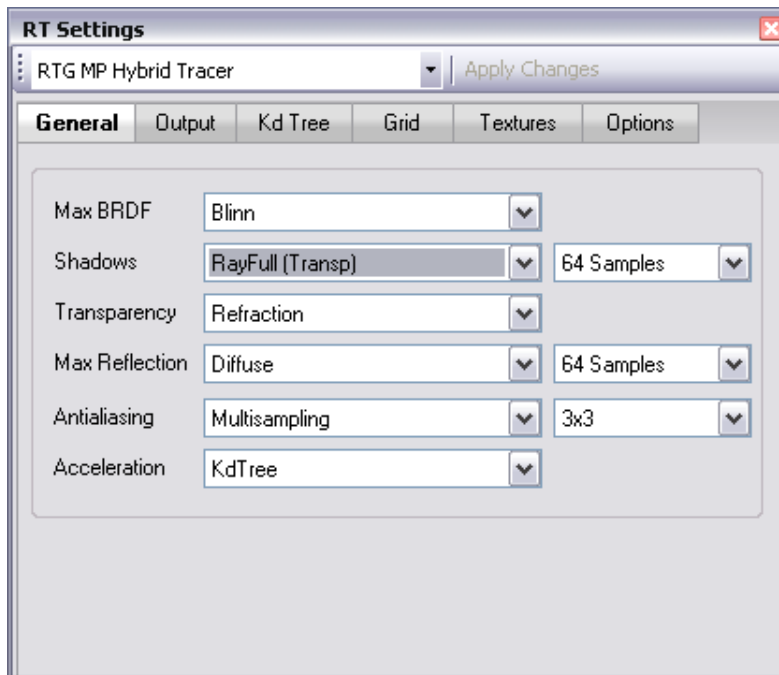 RT Settings
RTG MP Hybrid Tracer Apply Changes
General Output Kd Tree Grid Textures Options
Max BRDF Blinn
Shadows RayFull (Transp) 64 Samples
Transparency Refraction
Max Reflection Diffuse 64 Samples
Antialiasing Multisampling 3x3
Acceleration KdTree